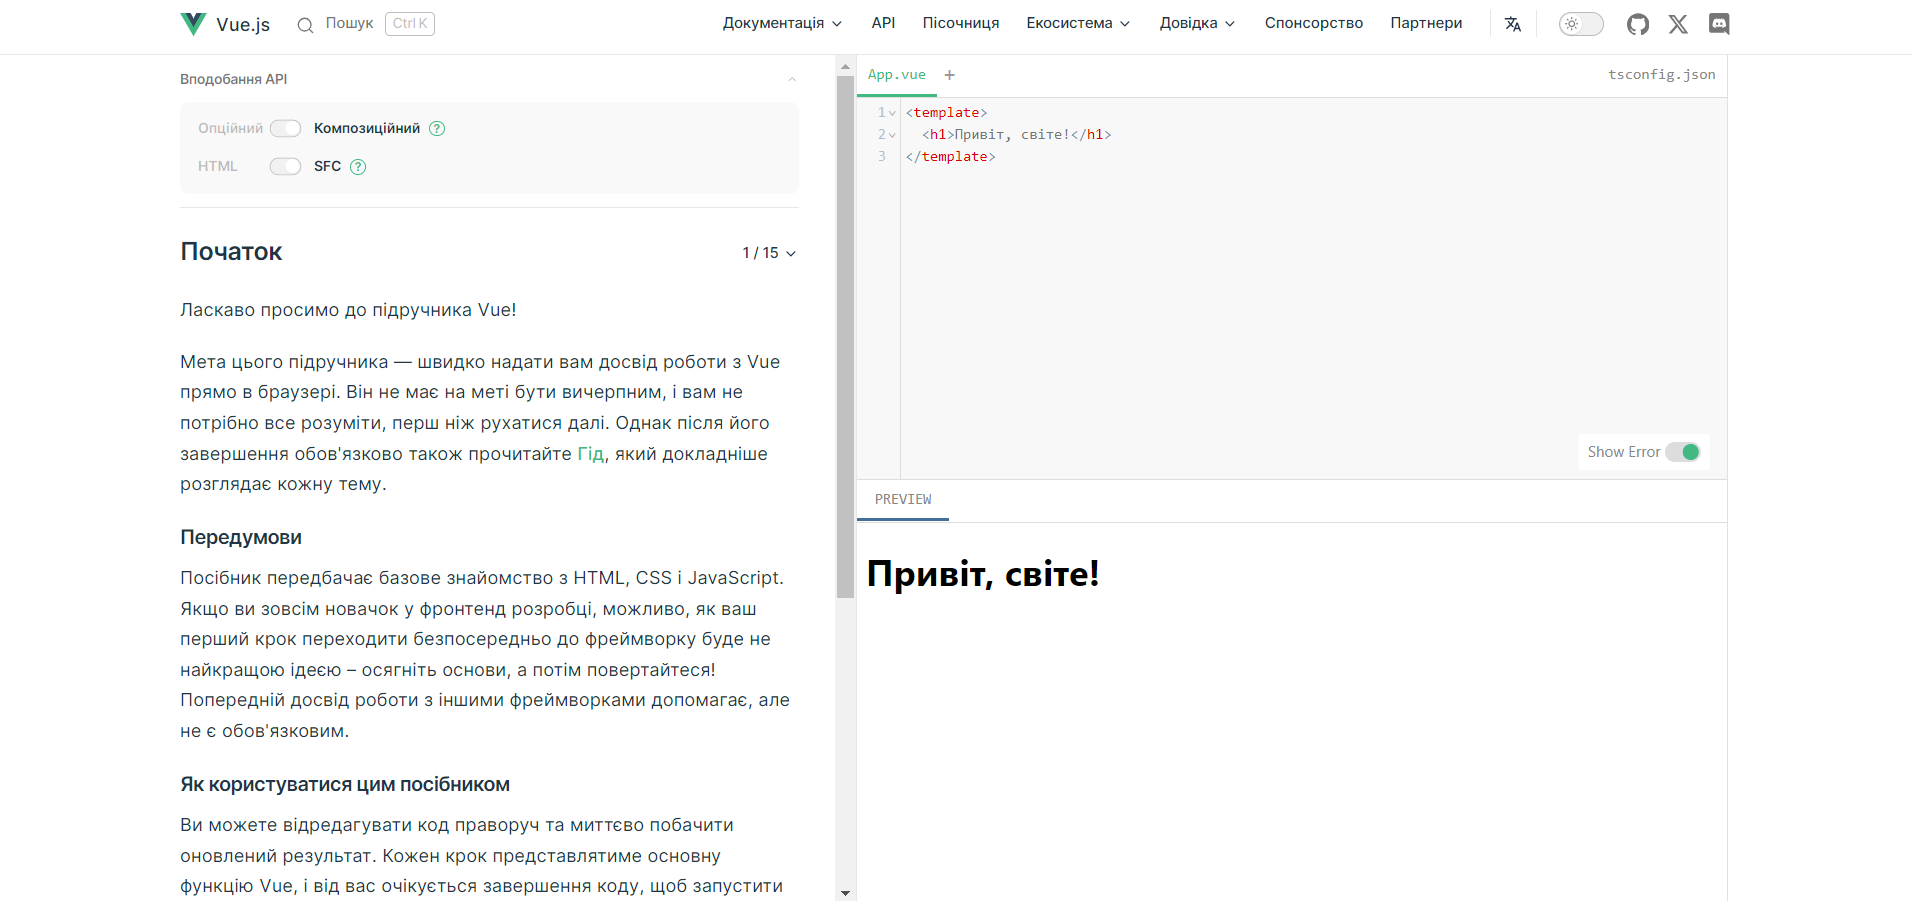 Vue.js Пошук Ctrl K Документація API Пісочниця Екосистема Довідка Спонсорство Партнери
Вподобання API
Опційний Композиційний ?
HTML SFC ?
Початок 1 / 15
Ласкаво просимо до підручника Vue!
Мета цього підручника — швидко надати вам досвід роботи з Vue
прямо в браузері. Він не має на меті бути вичерпним, і вам не
потрібно все розуміти, перш ніж рухатися далі. Однак після його
завершення обов'язково також прочитайте Гід, який докладніше
розглядає кожну тему.
Передумови
Посібник передбачає базове знайомство з HTML, CSS і JavaScript.
Якщо ви зовсім новачок у фронтенд розробці, можливо, як ваш
перший крок переходити безпосередньо до фреймворку буде не
найкращою ідеєю – осягніть основи, а потім повертайтеся!
Попередній досвід роботи з іншими фреймворками допомагає, але
не є обов'язковим.
Як користуватися цим посібником
Ви можете відредагувати код праворуч та миттєво побачити
оновлений результат. Кожен крок представлятиме основну
функцію Vue, і від вас очікується завершення коду, щоб запустити
App.vue + tsconfig.json
1 <template>
2 <h1>Привіт, світе!</h1>
3 </template>
Show Error
PREVIEW
Привіт, світе!